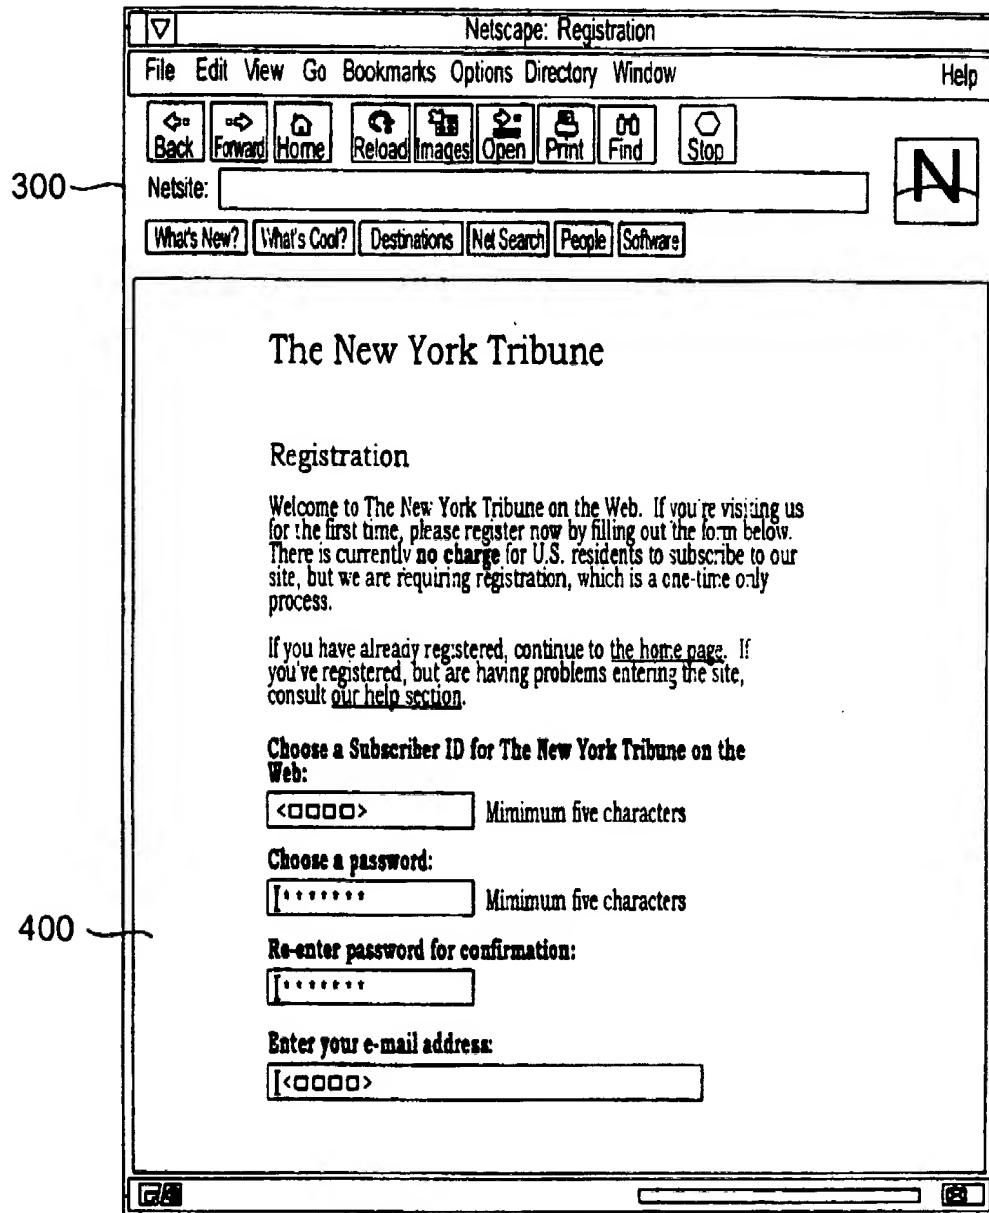 Netscape: Registration
File Edit View Go Bookmarks Options Directory Window Help
Back Forward Home Reload Images Open Print Find Stop
N
300
Netsite:
What's New? What's Cool? Destinations Net Search People Software
The New York Tribune
Registration
Welcome to The New York Tribune on the Web. If you're visiting us
for the first time, please register now by filling out the form below.
There is currently no charge for U.S. residents to subscribe to our
site, but we are requiring registration, which is a one-time only
process.
If you have already registered, continue to the home page. If
you've registered, but are having problems entering the site,
consult our help section.
Choose a Subscriber ID for The New York Tribune on the
Web:
<□□□□> Mimimum five characters
Choose a password:
******* Mimimum five characters
400
Re-enter password for confirmation:
*******
Enter your e-mail address:
<□□□□>